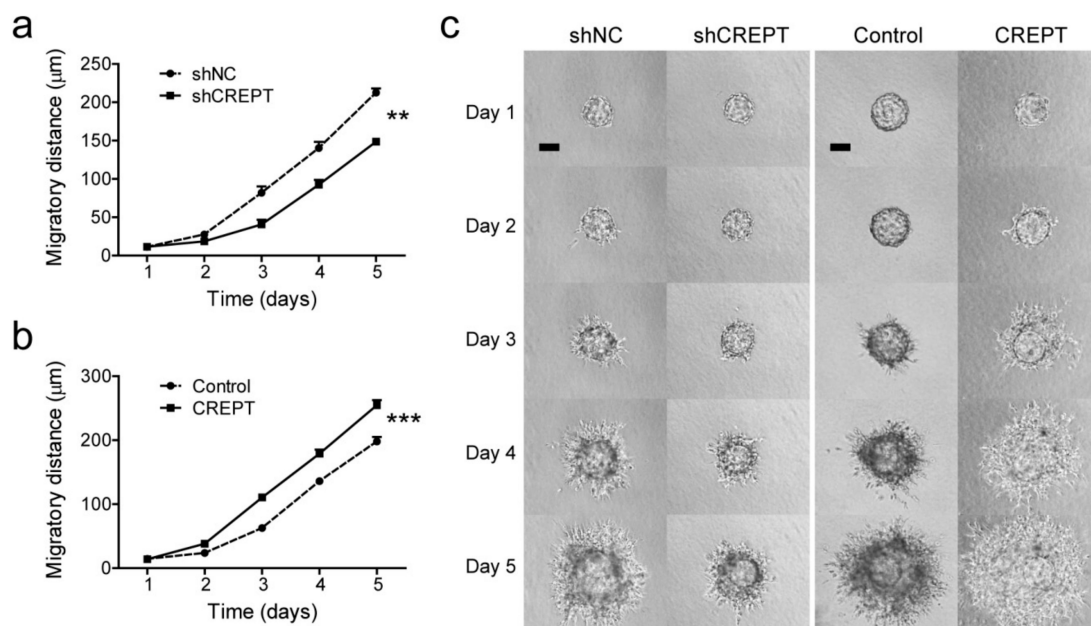 a
shNC
shCREPT
Migratory distance (μm)
250
200
150
100
50
0
**
1 2 3 4 5
Time (days)
b
Control
CREPT
Migratory distance (μm)
300
200
100
0
***
1 2 3 4 5
Time (days)
c
shNC shCREPT Control CREPT
Day 1
Day 2
Day 3
Day 4
Day 5